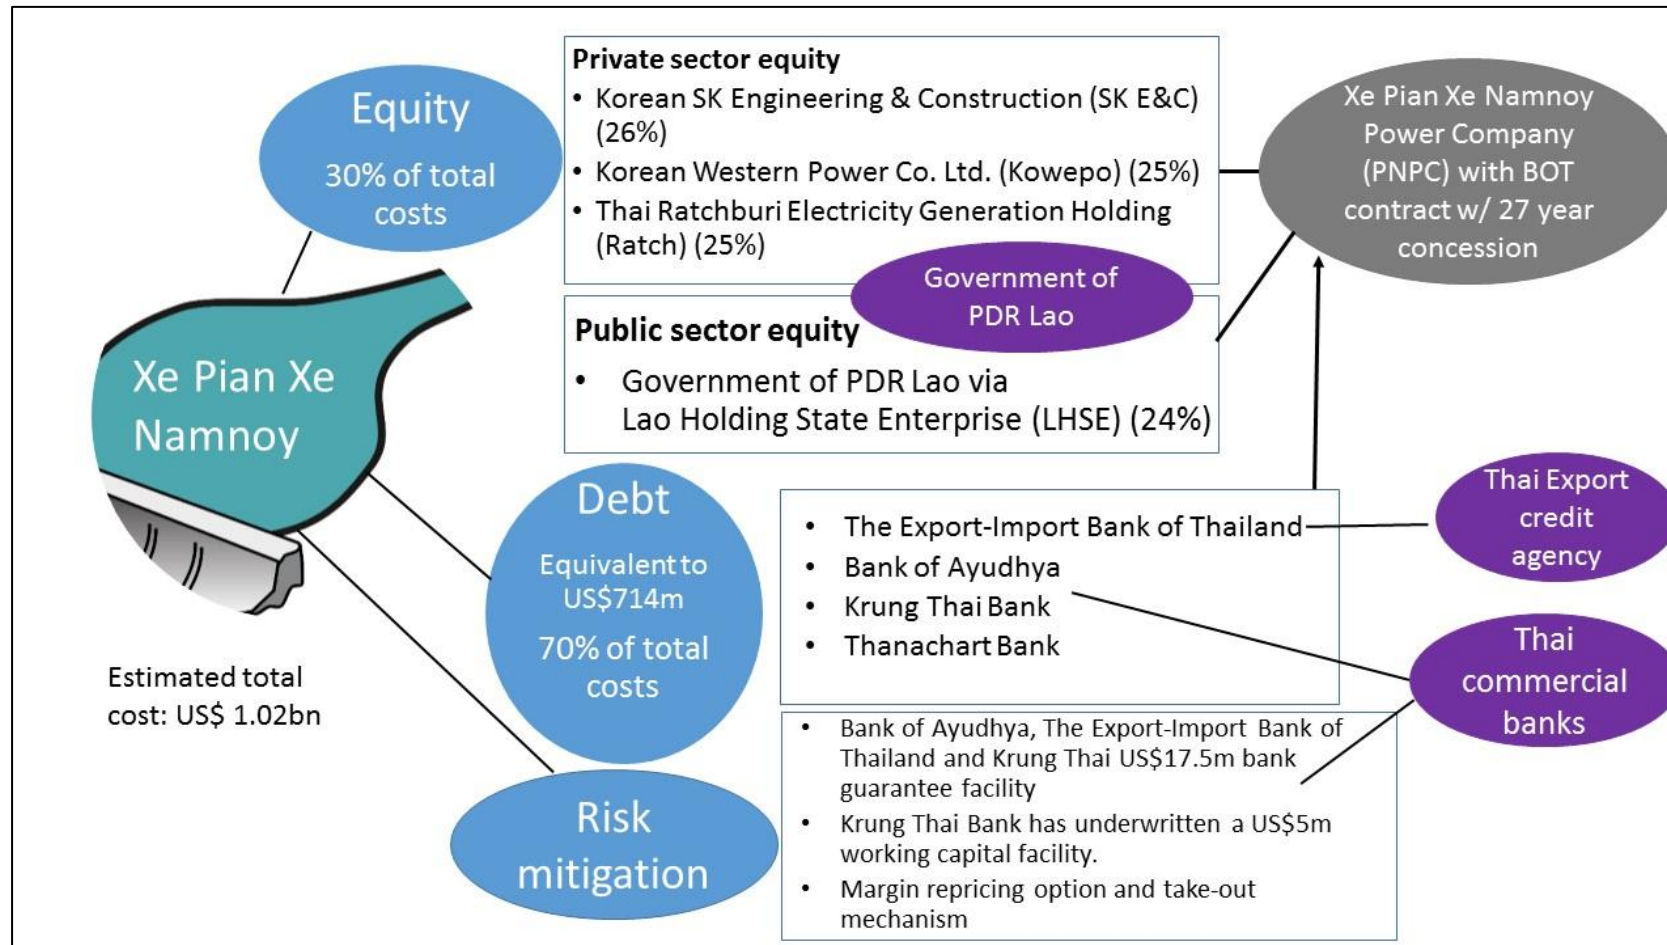 Equity
30% of total
costs
Private sector equity
• Korean SK Engineering & Construction (SK E&C)
(26%)
• Korean Western Power Co. Ltd. (Kowepo) (25%)
• Thai Ratchburi Electricity Generation Holding
(Ratch) (25%)
Government of
PDR Lao
Public sector equity
• Government of PDR Lao via
Lao Holding State Enterprise (LHSE) (24%)
Xe Pian Xe Namnoy
Power Company
(PNPC) with BOT
contract w/ 27 year
concession
Xe Pian Xe
Namnoy
Estimated total
cost: US$ 1.02bn
Debt
Equivalent to
US$714m
70% of total
costs
• The Export-Import Bank of Thailand
• Bank of Ayudhya
• Krung Thai Bank
• Thanachart Bank
Thai Export
credit
agency
Thai
commercial
banks
Risk
mitigation
• Bank of Ayudhya, The Export-Import Bank of
Thailand and Krung Thai US$17.5m bank
guarantee facility
• Krung Thai Bank has underwritten a US$5m
working capital facility.
• Margin repricing option and take-out
mechanism